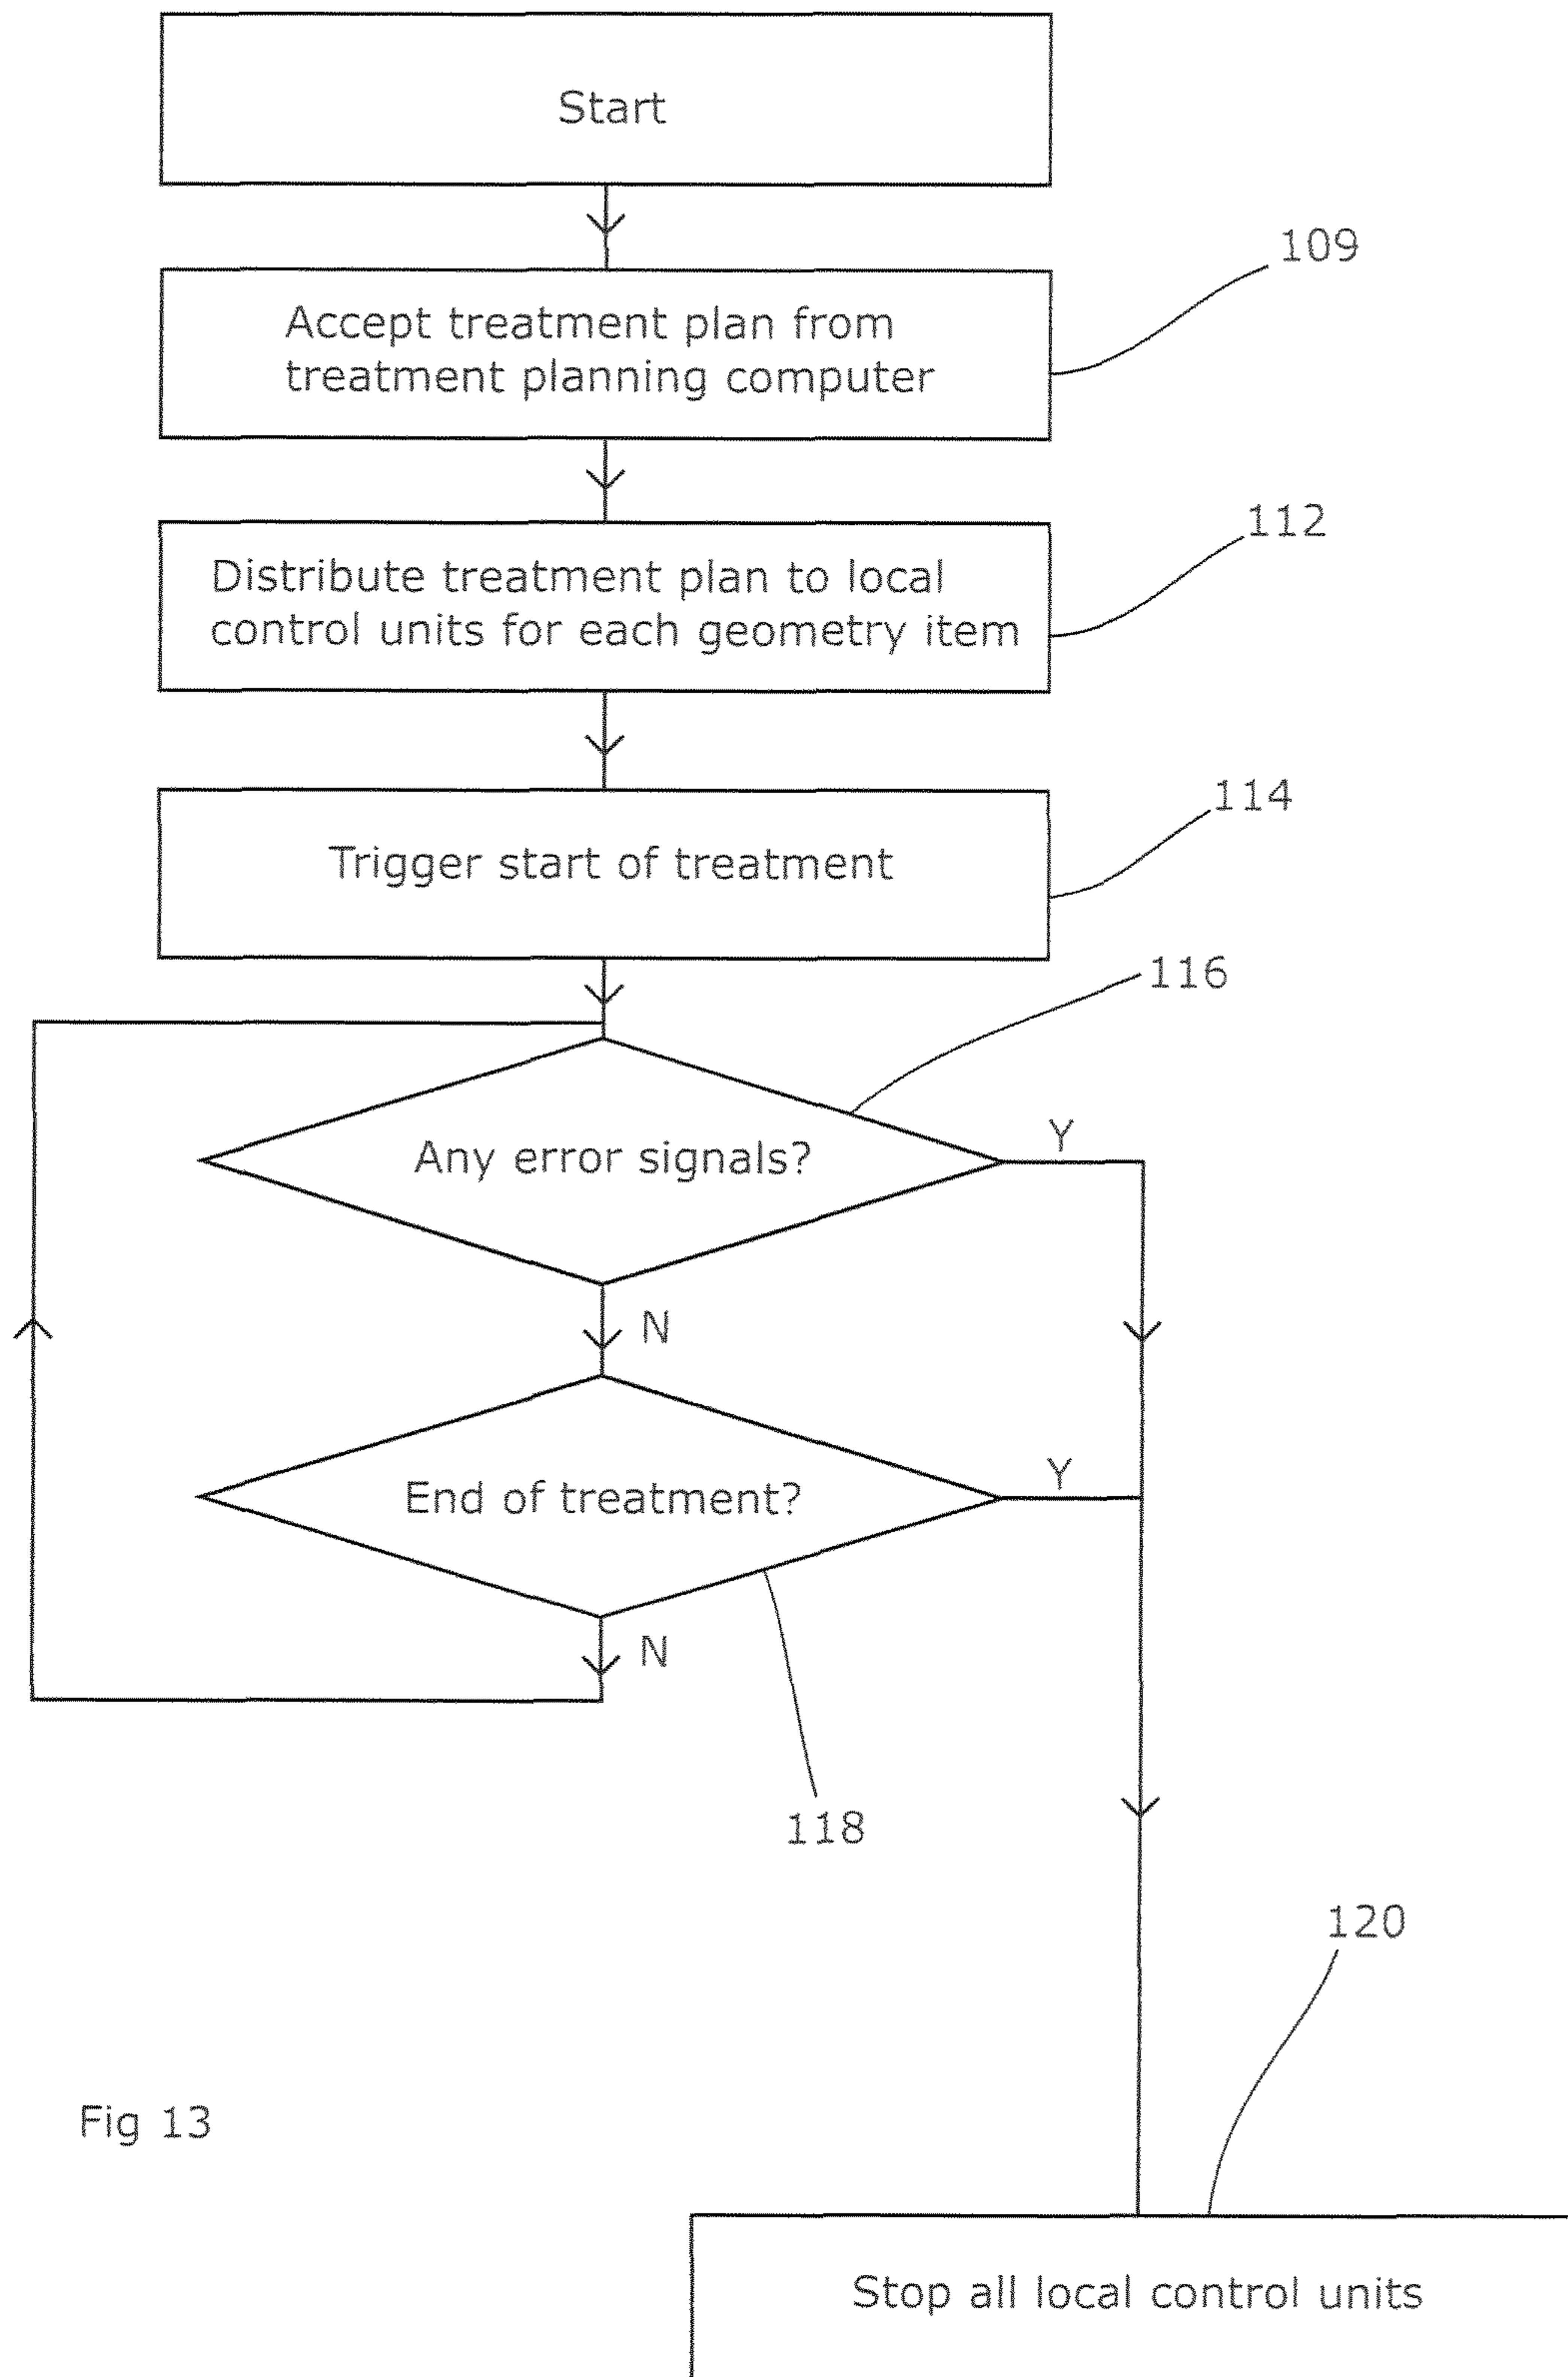 Start
109
Accept treatment plan from
treatment planning computer
112
Distribute treatment plan to local
control units for each geometry item
114
Trigger start of treatment
116
Any error signals?
Y
N
End of treatment?
Y
N
118
120
Fig 13
Stop all local control units